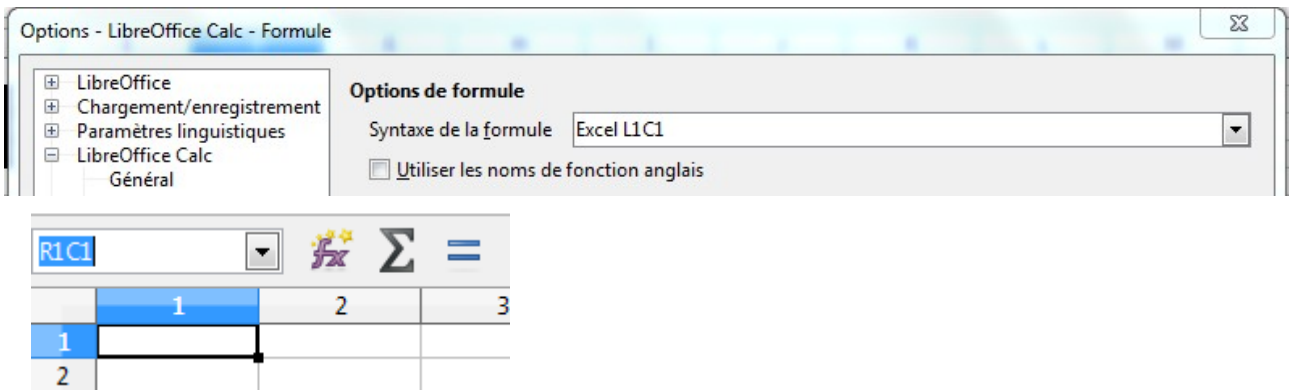 Options - LibreOffice Calc - Formule
LibreOffice
Chargement/enregistrement
Paramètres linguistiques
LibreOffice Calc
Général
Options de formule
Syntaxe de la formule Excel L1C1
Utiliser les noms de fonction anglais
R1C1 fx Σ =
1 2 3
1
2